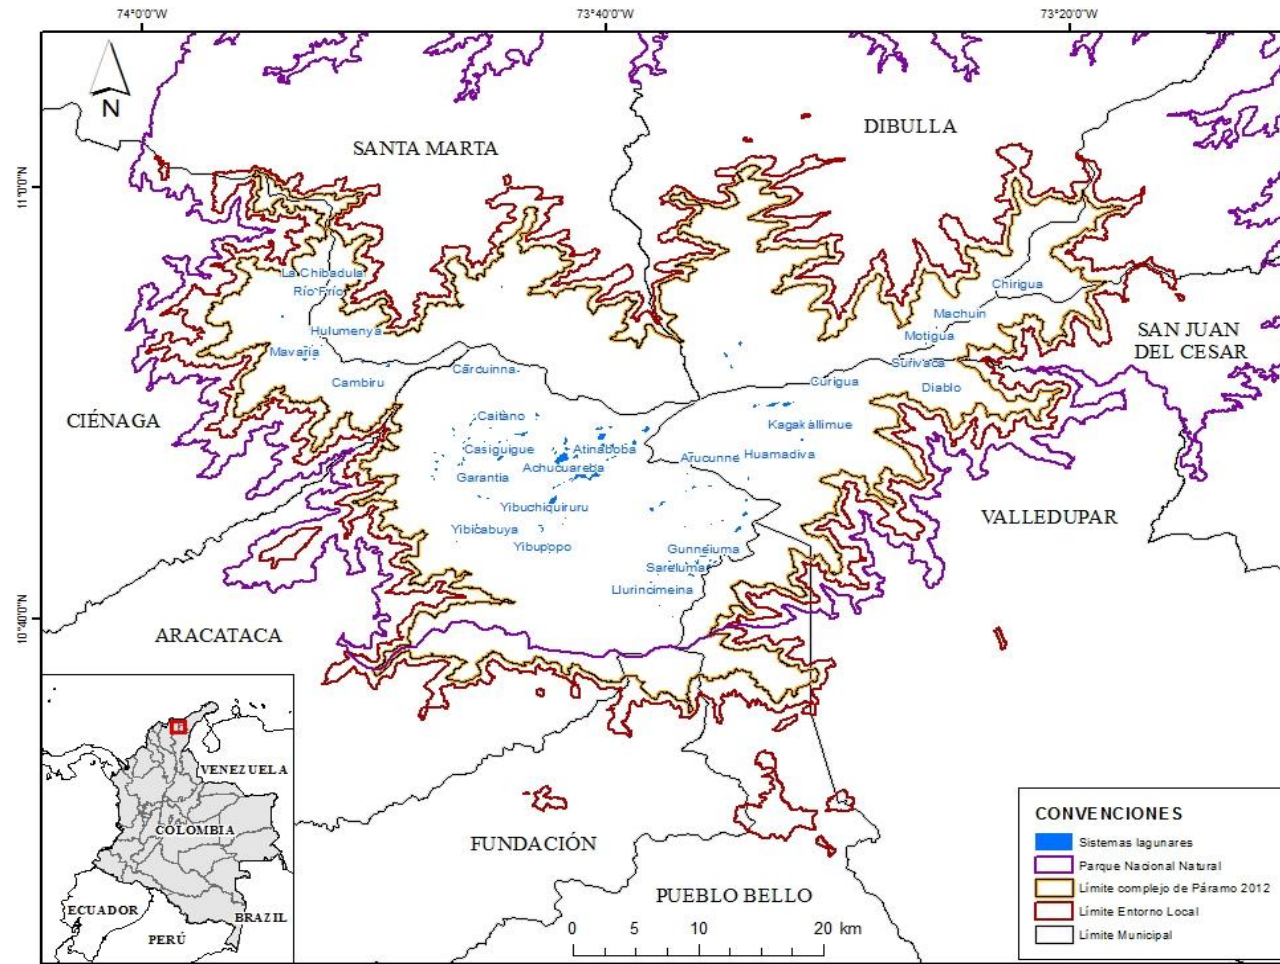 74°0'0"W
73°40'0"W
73°20'0"W
N
11°0'0"N
10°40'0"N
SANTA MARTA
DIBULLA
La Chibadula
Río Frío
Hulumenya
Mavaria
Cambiru
Carcuinna
Chirigua
Machuin
Motigua
Surivaca
Curigua
Diablo
SAN JUAN
DEL CESAR
CIÉNAGA
Caitano
Casiguigue
Atinaboba
Garantia
Achucuareba
Kagakallimue
Arucunne
Huamadiva
Yibuchiquiruru
Yibicabuya
Yibupopo
Gunneiuma
Sareluma
Llurincimeina
VALLEDUPAR
ARACATACA
FUNDACIÓN
PUEBLO BELLO
VENEZUELA
COLOMBIA
ECUADOR
BRAZIL
PERÚ
0 5 10 20 km
CONVENCIONES
Sistemas lagunares
Parque Nacional Natural
Límite complejo de Páramo 2012
Límite Entorno Local
Límite Municipal